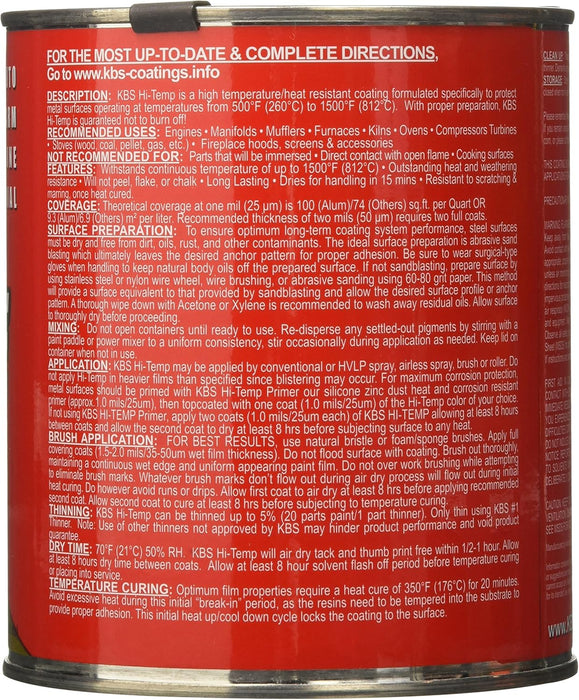 FOR THE MOST UP-TO-DATE & COMPLETE DIRECTIONS,
Go to www.kbs-coatings.info
DESCRIPTION: KBS Hi-Temp is a high temperature/heat resistant coating formulated specifically to protect
metal surfaces operating at temperatures from 500°F (260°C) to 1500°F (812°C). With proper preparation, KBS
Hi-Temp is guaranteed not to burn off!
RECOMMENDED USES: Engines • Manifolds • Mufflers • Furnaces • Kilns • Ovens • Compressors Turbines
• Stoves (wood, coal, pellet, gas, etc.) • Fireplace hoods, screens & accessories
NOT RECOMMENDED FOR: Parts that will be immersed • Direct contact with open flame • Cooking surfaces
FEATURES: Withstands continuous temperature of up to 1500°F (812°C) • Outstanding heat and weathering
resistance • Will not peel, flake, or chalk • Long Lasting • Dries for handling in 15 mins • Resistant to scratching &
marring, once heat cured.
COVERAGE: Theoretical coverage at one mil (25 µm) is 100 (Alum)/74 (Others) sq.ft. per Quart OR
9.3 (Alum)/6.9 (Others) m² per liter. Recommended thickness of two mils (50 µm) requires two full coats.
SURFACE PREPARATION: To ensure optimum long-term coating system performance, steel surfaces
must be dry and free from dirt, oils, rust, and other contaminants. The ideal surface preparation is abrasive sand
blasting which ultimately leaves the desired anchor pattern for proper adhesion. Be sure to wear surgical-type
gloves when handling to keep natural body oils off the prepared surface. If not sandblasting, prepare surface by
using stainless steel or nylon wire wheel, wire brushing, or abrasive sanding using 60-80 grit paper. This method
will provide a surface equivalent to that provided by sandblasting and allow the desired surface profile or anchor
pattern. A thorough wipe down with Acetone or Xylene is recommended to wash away residual oils. Allow surface
to thoroughly dry before proceeding.
MIXING: Do not open containers until ready to use. Re-disperse any settled-out pigments by stirring with a
paint paddle or power mixer to a uniform consistency, stir occasionally during application as needed. Keep lid on
container when not in use.
APPLICATION: KBS Hi-Temp may be applied by conventional or HVLP spray, airless spray, brush or roller. Do
not apply Hi-Temp in heavier films than specified since blistering may occur. For maximum corrosion protection,
metal surfaces should be primed with KBS Hi-Temp Primer our silicone zinc dust heat and corrosion resistant
primer (approx.1.0 mils/25um), then topcoated with one coat (1.0 mils/25um) of the Hi-Temp color of your choice.
If not using KBS HI-TEMP Primer, apply two coats (1.0 mils/25um each) of KBS HI-TEMP allowing at least 8 hours
between coats and allow the second coat to dry at least 8 hrs before subjecting surface to any heat.
BRUSH APPLICATION: FOR BEST RESULTS, use natural bristle or foam/sponge brushes. Apply full
covering coats (1.5-2.0 mils/35-50um wet film thickness). Do not flood surface with coating. Brush out thoroughly,
maintaining a continuous wet edge and uniform appearing paint film. Do not over work brushing while attempting
to eliminate brush marks. Whatever brush marks don't flow out during air dry process will flow out during initial
heat curing. Do however avoid runs or drips. Allow first coat to air dry at least 8 hrs before applying recommended
second coat. Allow second coat to cure at least 8 hrs before subjecting to temperature curing.
THINNING: KBS Hi-Temp can be thinned up to 5% (20 parts paint/1 part thinner). Only thin using KBS #1
Thinner. Note: Use of other thinners not approved by KBS may hinder product performance and void product
guarantee.
DRY TIME: 70°F (21°C) 50% RH. KBS Hi-Temp will air dry tack and thumb print free within 1/2-1 hour. Allow
at least 8 hours dry time between coats. Allow at least 8 hour solvent flash off period before temperature curing
or placing into service.
TEMPERATURE CURING: Optimum film properties require a heat cure of 350°F (176°C) for 20 minutes.
Avoid excessive heat during this initial "break-in" period, as the resins need to be tempered to the substrate to
provide proper adhesion. This initial heat up/cool down cycle locks the coating to the surface.
CLEAN UP:
STORAGE: